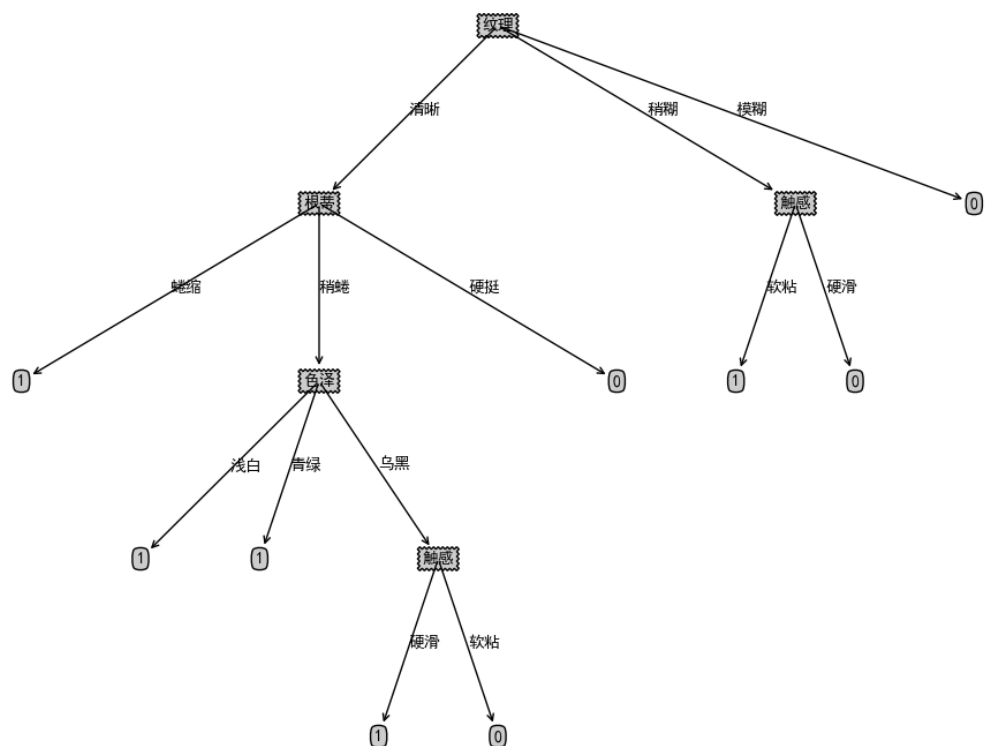 纹理
清晰
稍糊
模糊
根蒂
触感
0
蜷缩
稍蜷
硬挺
软粘
硬滑
1
色泽
0
1
0
浅白
青绿
乌黑
1
1
触感
硬滑
软粘
1
0